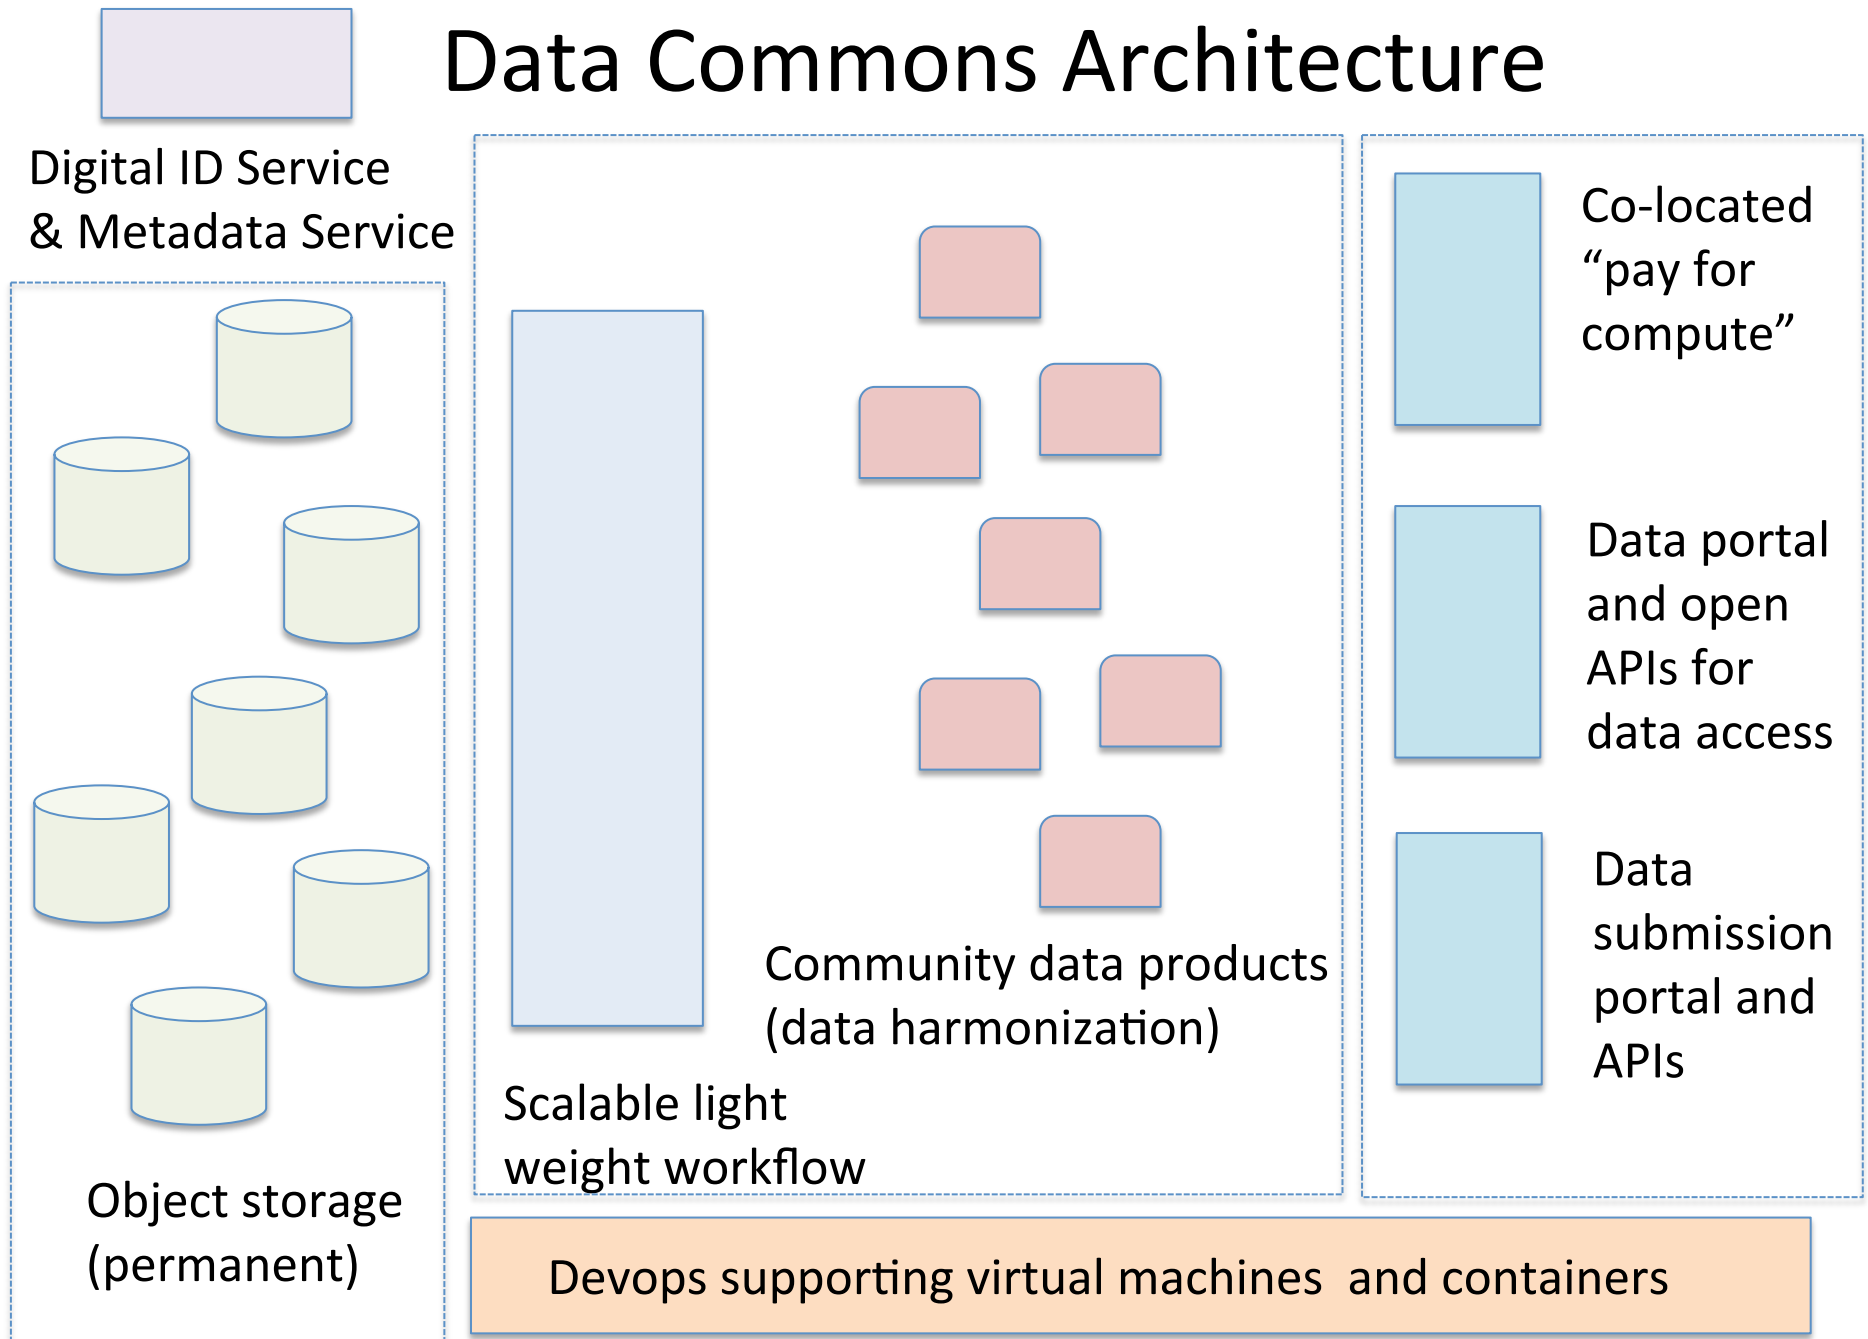 Data Commons Architecture
Digital ID Service
& Metadata Service
Object storage
(permanent)
Scalable light
weight workflow
Community data products
(data harmonization)
Co-located
“pay for
compute”
Data portal
and open
APIs for
data access
Data
submission
portal and
APIs
Devops supporting virtual machines  and containers